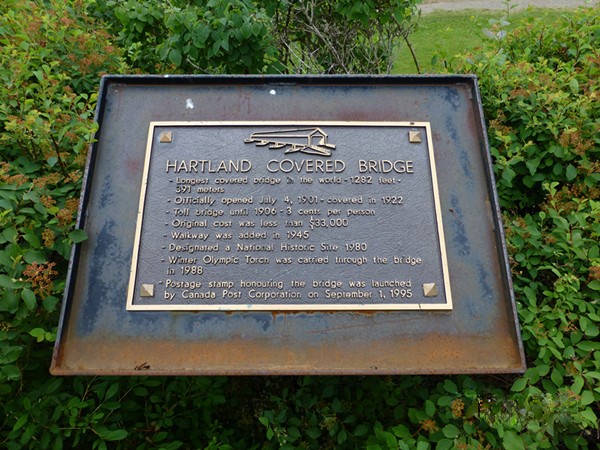 HARTLAND COVERED BRIDGE
- Longest covered bridge in the world - 1282 feet -
391 meters
- Officially opened July 4, 1901 - covered in 1922
- Toll bridge until 1906 - 3 cents per person
- Original cost was less than $33,000
- Walkway was added in 1945
- Designated a National Historic Site 1980
- Winter Olympic Torch was carried through the bridge
in 1988
- Postage stamp honouring the bridge was launched
by Canada Post Corporation on September 1, 1995